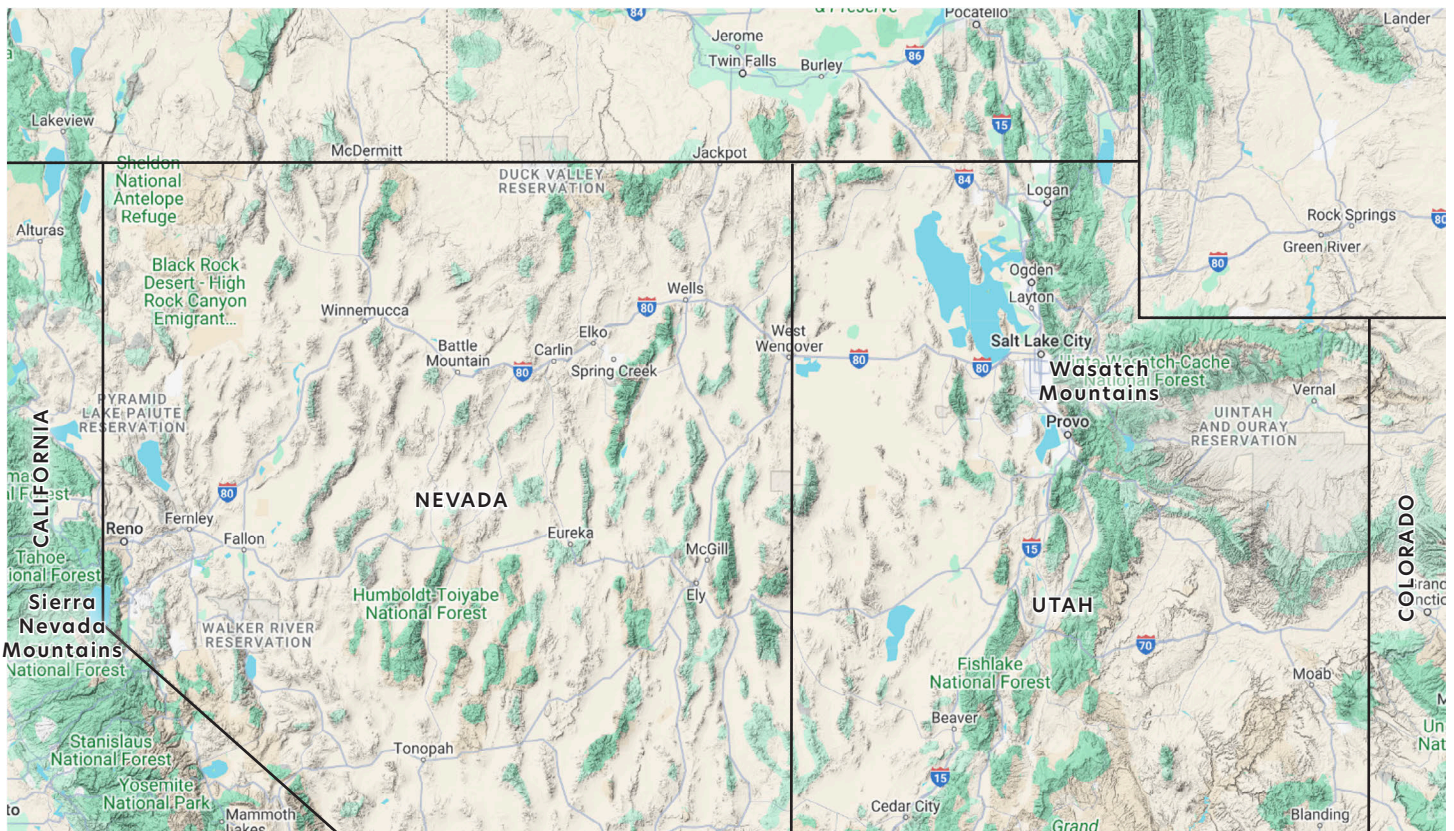 84
& Preserve
Pocatello
Lander
Jerome
Twin Falls
Burley
86
Lakeview
15
McDermitt
Jackpot
Sheldon
National
Antelope
Refuge
DUCK VALLEY
RESERVATION
84
Logan
Alturas
Rock Springs
80
Green River
80
Black Rock
Desert - High
Rock Canyon
Emigrant...
Ogden
Layton
Wells
80
Winnemucca
Elko
West
Wendover
Battle
Mountain
Carlin
80
Spring Creek
80
Salt Lake City
80
Wasatch
Mountains
-Wasatch-Cache
National Forest
Vernal
PYRAMID
LAKE PAIUTE
RESERVATION
UINTAH
AND OURAY
RESERVATION
Provo
CALIFORNIA
NEVADA
80
COLORADO
Reno
Fernley
Fallon
Eureka
McGill
Ely
15
Tahoe
ional Forest
Humboldt-Toiyabe
National Forest
UTAH
Sierra
Nevada
Mountains
National Forest
WALKER RIVER
RESERVATION
70
Fishlake
National Forest
Moab
Beaver
Stanislaus
National Forest
Tonopah
Yosemite
National Park
15
Cedar City
to
Mammoth
Lakes
Blanding
Grand